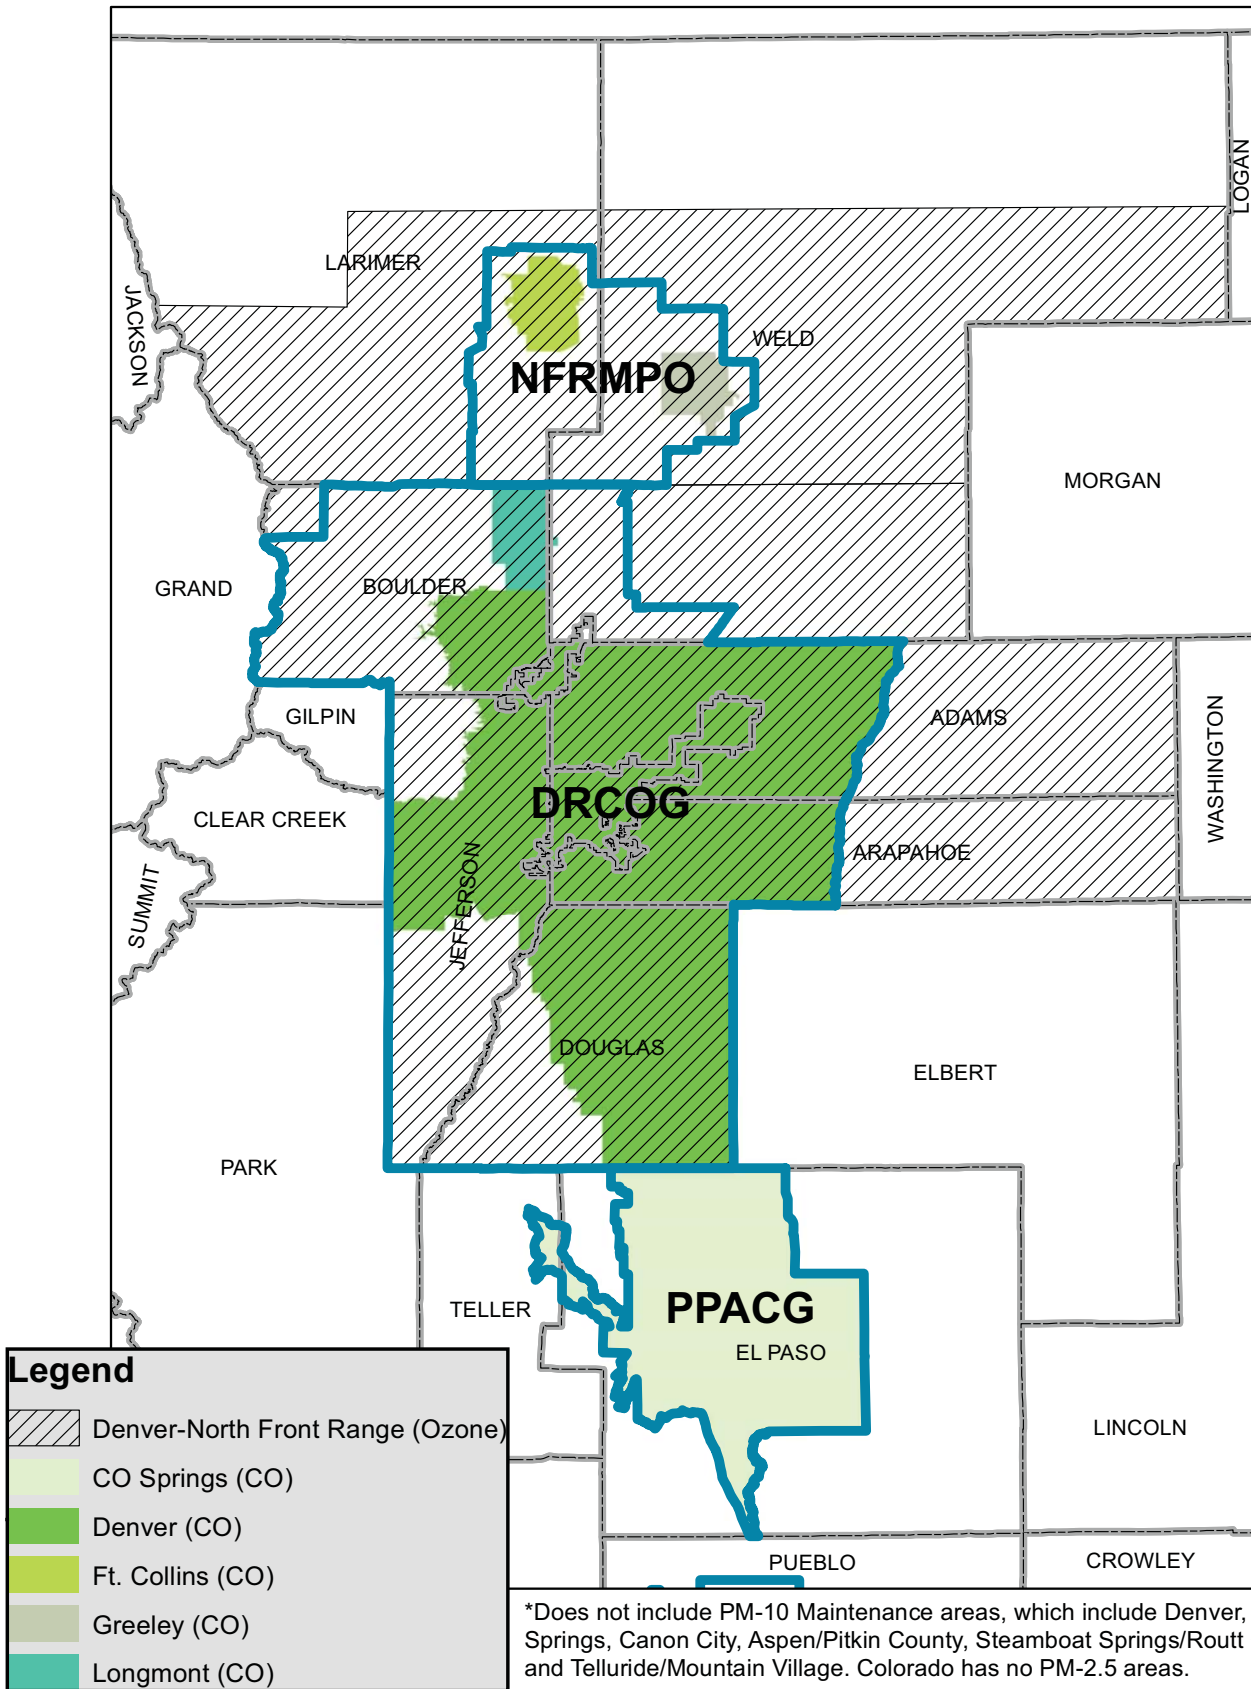 LOGAN
LARIMER
JACKSON
WELD
NFRMPO
MORGAN
GRAND
BOULDER
GILPIN
ADAMS
WASHINGTON
DRCOG
CLEAR CREEK
ARAPAHOE
SUMMIT
JEFFERSON
DOUGLAS
ELBERT
PARK
TELLER
PPACG
EL PASO
LINCOLN
PUEBLO
CROWLEY
Legend
Denver-North Front Range (Ozone)
CO Springs (CO)
Denver (CO)
Ft. Collins (CO)
Greeley (CO)
Longmont (CO)
*Does not include PM-10 Maintenance areas, which include Denver,
Springs, Canon City, Aspen/Pitkin County, Steamboat Springs/Routt
and Telluride/Mountain Village. Colorado has no PM-2.5 areas.